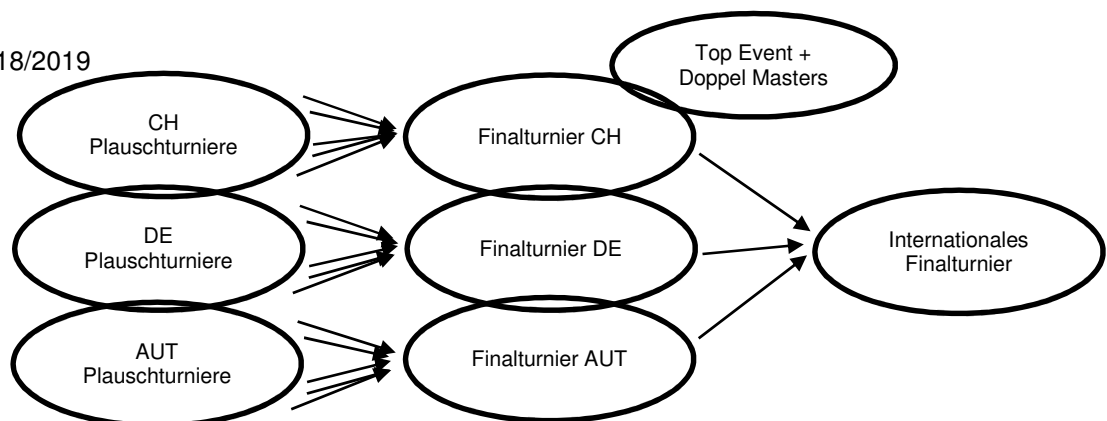 18/2019
Top Event +
Doppel Masters
CH
Plauschturniere
Finalturnier CH
DE
Plauschturniere
Finalturnier DE
Internationales
Finalturnier
AUT
Plauschturniere
Finalturnier AUT